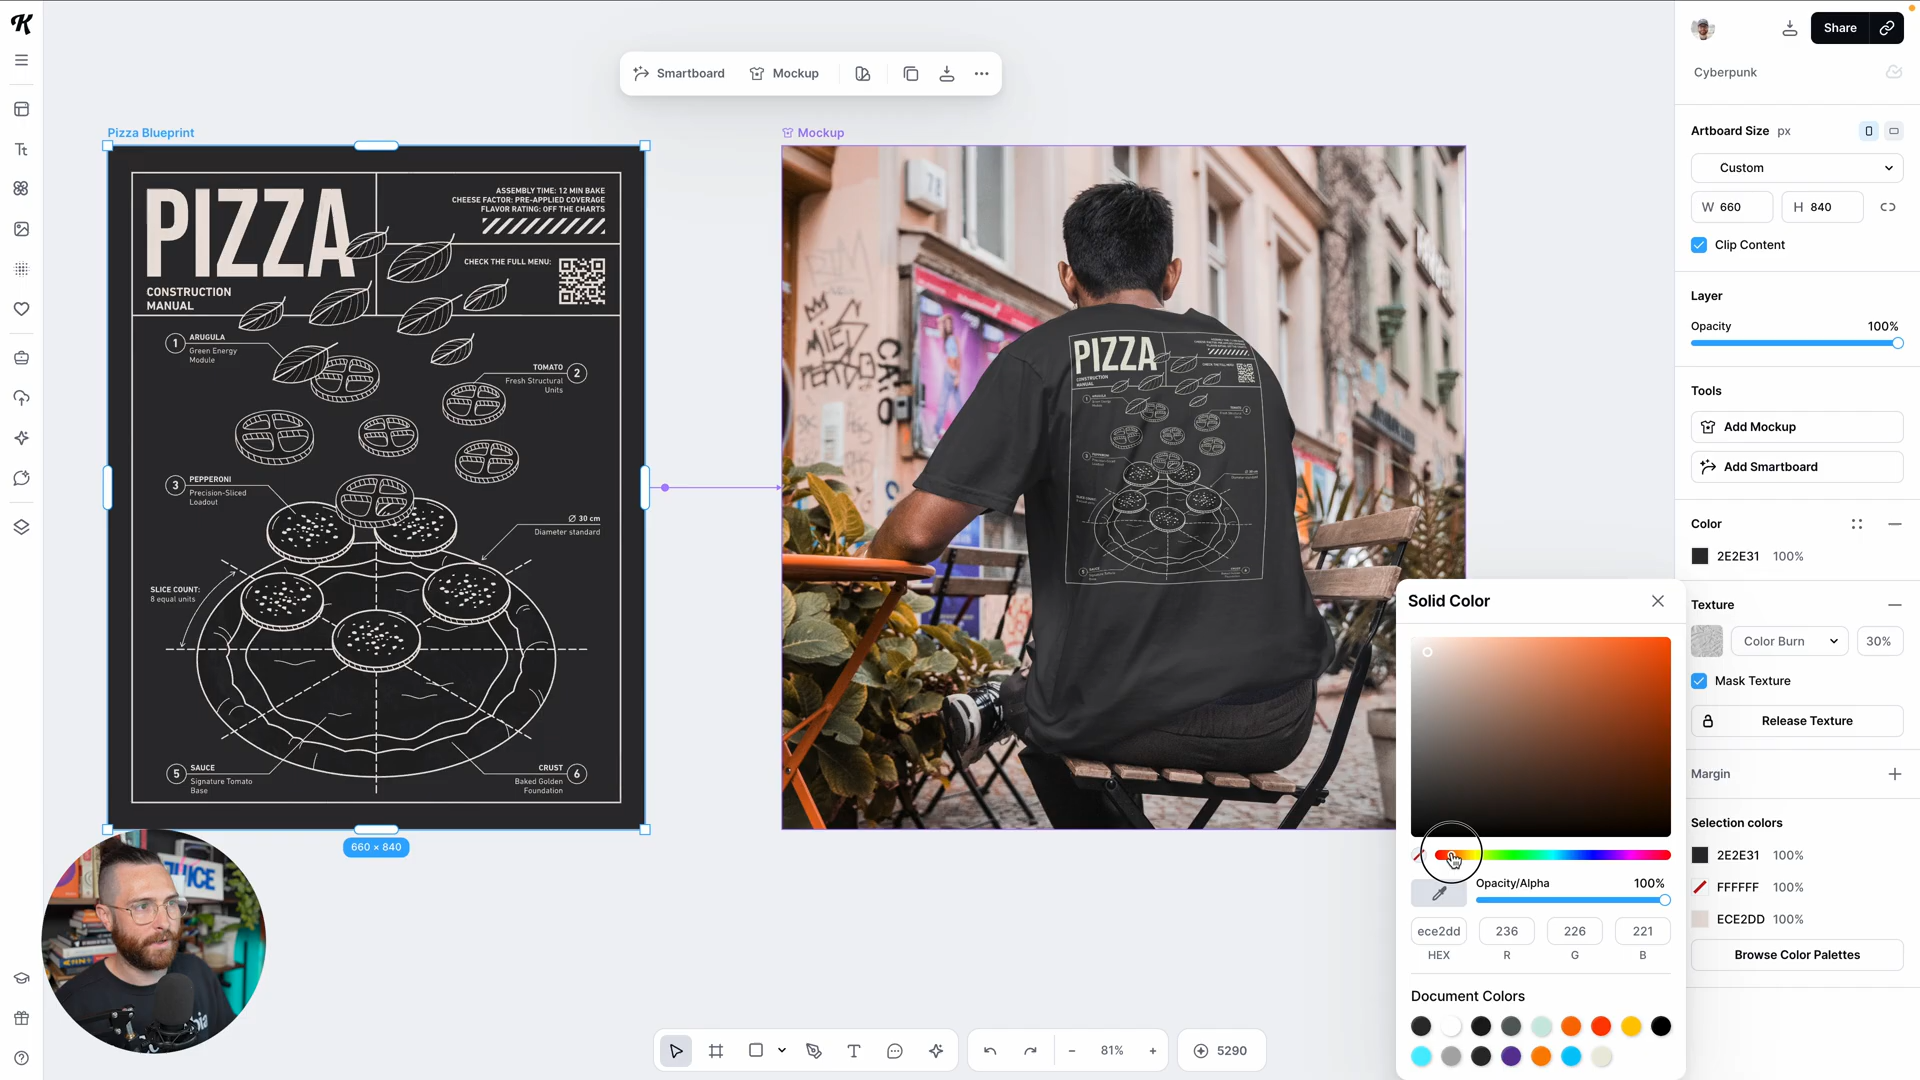 K
Smartboard
Mockup
Share
Cyberpunk
Pizza Blueprint
PIZZA
CONSTRUCTION
MANUAL
ASSEMBLY TIME: 12 MIN BAKE
CHEESE FACTOR: PRE-APPLIED COVERAGE
FLAVOR RATING: OFF THE CHARTS
CHECK THE FULL MENU:
1
ARUGULA
Green Energy
Module
TOMATO
Fresh Structural
Units
2
3
PEPPERONI
Precision-Sliced
Loadout
Ø 30 cm
Diameter standard
SLICE COUNT:
8 equal units
5
SAUCE
Signature Tomato
Base
CRUST
Baked Golden
Foundation
6
660 × 840
Mockup
78
PIZZA
CONSTRUCTION
MANUAL
JUICE
Artboard Size px
Custom
W 660
H 840
Clip Content
Layer
Opacity 100%
Tools
Add Mockup
Add Smartboard
Color
2E2E31 100%
Texture
Color Burn
30%
Mask Texture
Release Texture
Margin
Selection colors
2E2E31 100%
FFFFFF 100%
ECE2DD 100%
Browse Color Palettes
Solid Color
Opacity/Alpha 100%
ece2dd 236 226 221
HEX R G B
Document Colors
81%
5290